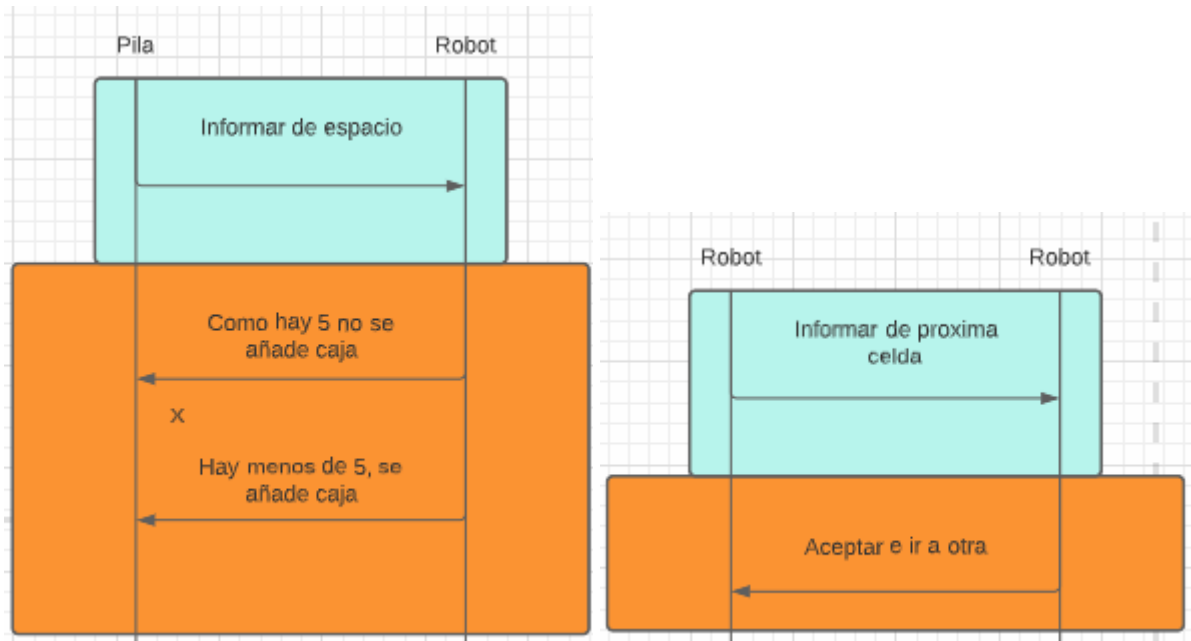 Pila
Robot
Informar de espacio
Como hay 5 no se
añade caja
x
Hay menos de 5, se
añade caja
Robot
Robot
Informar de proxima
celda
Aceptar e ir a otra